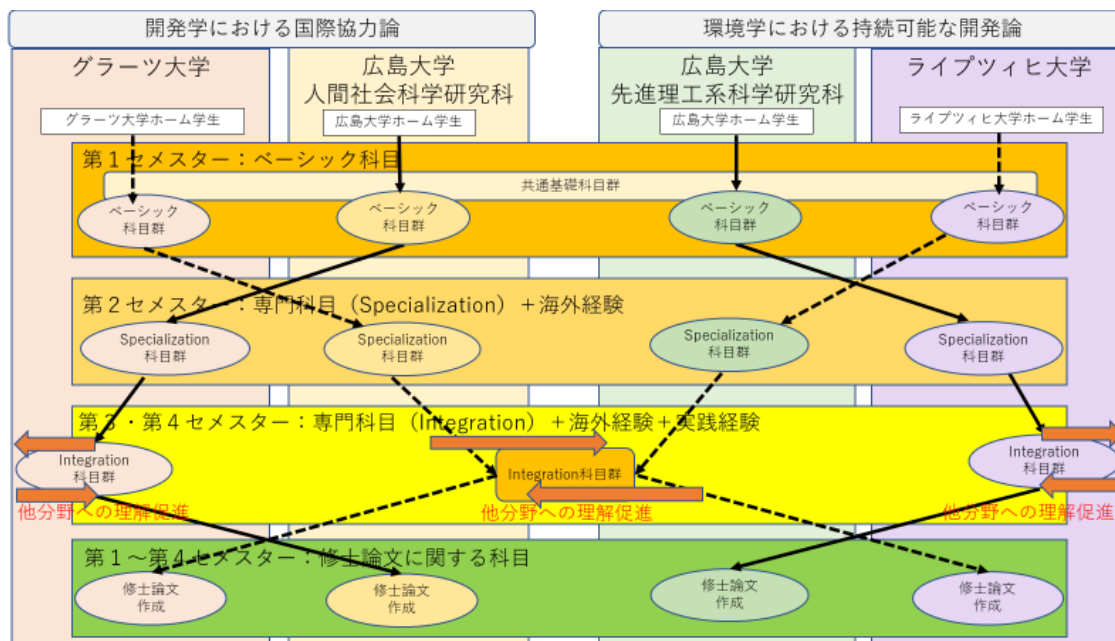 開発学における国際協力論
環境学における持続可能な開発論
グラーツ大学
広島大学
人間社会科学研究科
広島大学
先進理工系科学研究科
ライプツィヒ大学
グラーツ大学ホーム学生
広島大学ホーム学生
広島大学ホーム学生
ライプツィヒ大学ホーム学生
第1セメスター:ベーシック科目
共通基礎科目群
ベーシック
科目群
ベーシック
科目群
ベーシック
科目群
ベーシック
科目群
第2セメスター:専門科目(Specialization)+海外経験
Specialization
科目群
Specialization
科目群
Specialization
科目群
Specialization
科目群
第3・第4セメスター:専門科目(Integration)+海外経験+実践経験
Integration
科目群
Integration科目群
Integration
科目群
他分野への理解促進
他分野への理解促進
他分野への理解促進
第1~第4セメスター:修士論文に関する科目
修士論文
作成
修士論文
作成
修士論文
作成
修士論文
作成